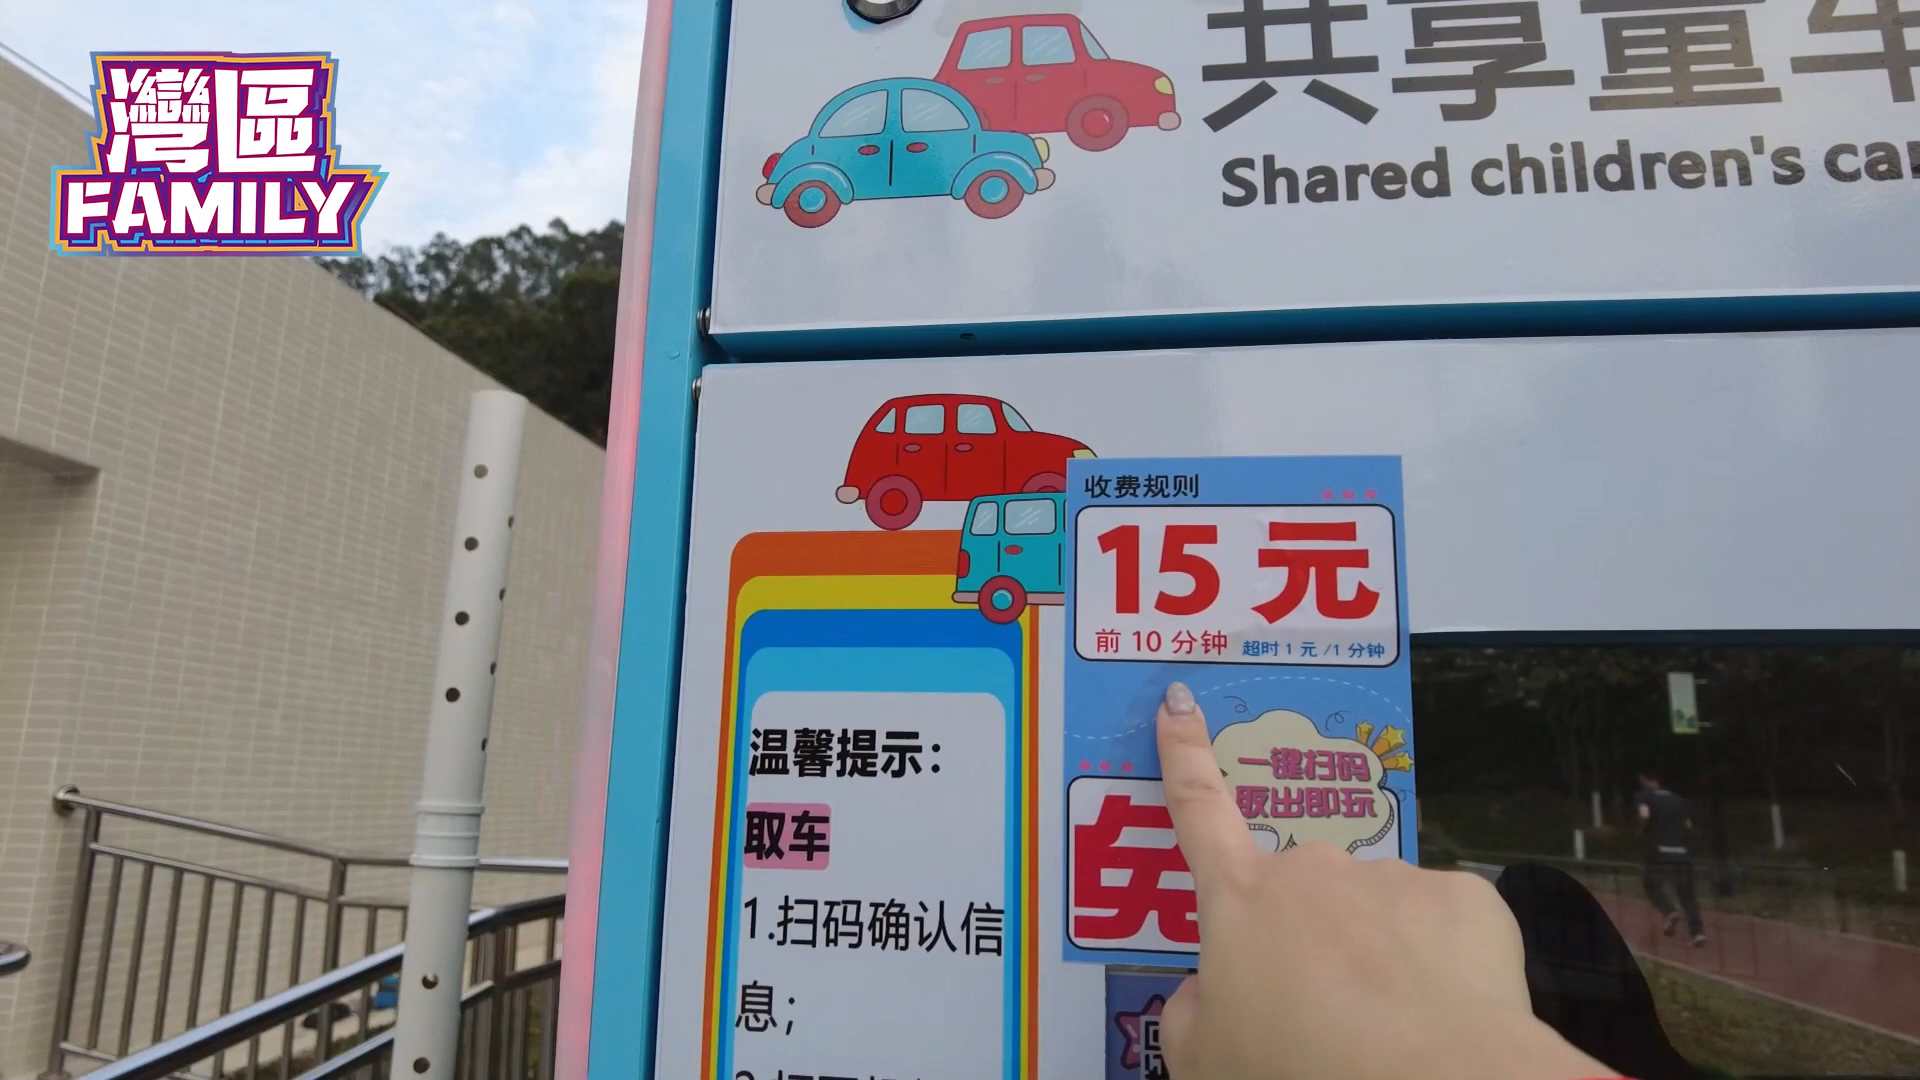 灣區
FAMILY
共享童车
Shared children's ca
收费规则
15 元
前 10 分钟 超时 1 元 /1 分钟
一键扫码
取出即玩
免
温馨提示：
取车
1.扫码确认信
息；